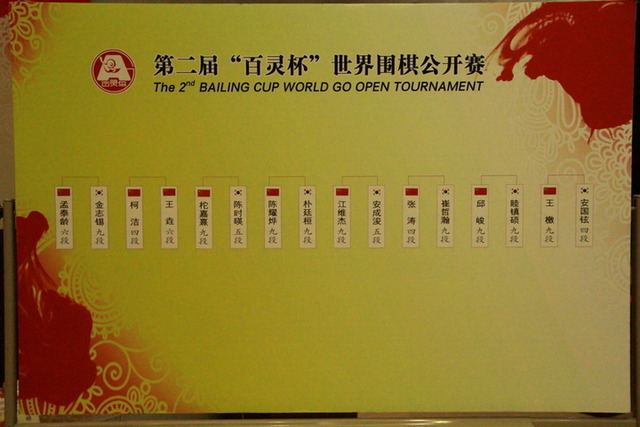 第二届“百灵杯”世界围棋公开赛
The 2nd BAILING CUP WORLD GO OPEN TOURNAMENT
百灵鸟
孟泰龄 六段
金志锡 九段
柯洁 四段
王垚 六段
柁嘉熹 九段
陈时映 五段
陈耀烨 九段
朴廷桓 九段
江维杰 九段
安成浚 五段
张涛 四段
崔哲瀚 九段
邱峻 九段
睦镇硕 九段
王檄 九段
安国铉 四段